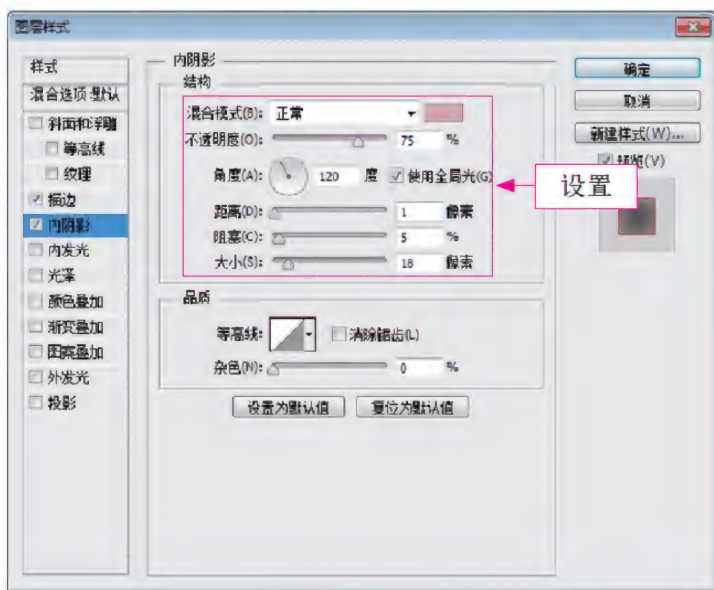 图层样式
样式
混合选项:默认
斜面和浮雕
等高线
纹理
描边
内阴影
内发光
光泽
颜色叠加
渐变叠加
图案叠加
外发光
投影
内阴影
结构
混合模式(B): 正常
不透明度(O): 75 %
角度(A): 120 度 使用全局光(G)
距离(D): 1 像素
阻塞(C): 5 %
大小(S): 18 像素
品质
等高线: 消除锯齿(L)
杂色(N): 0 %
设置为默认值 复位为默认值
确定
取消
新建样式(W)...
预览(V)
设置